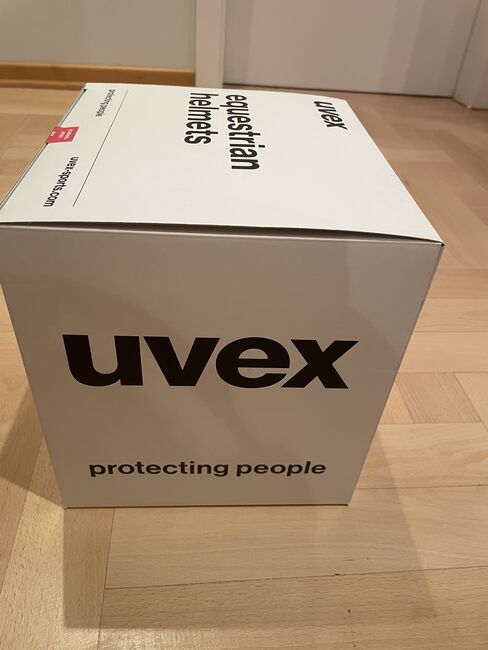 uvex
equestrian
helmets
protecting people
uvex-sports.com
uvex
protecting people